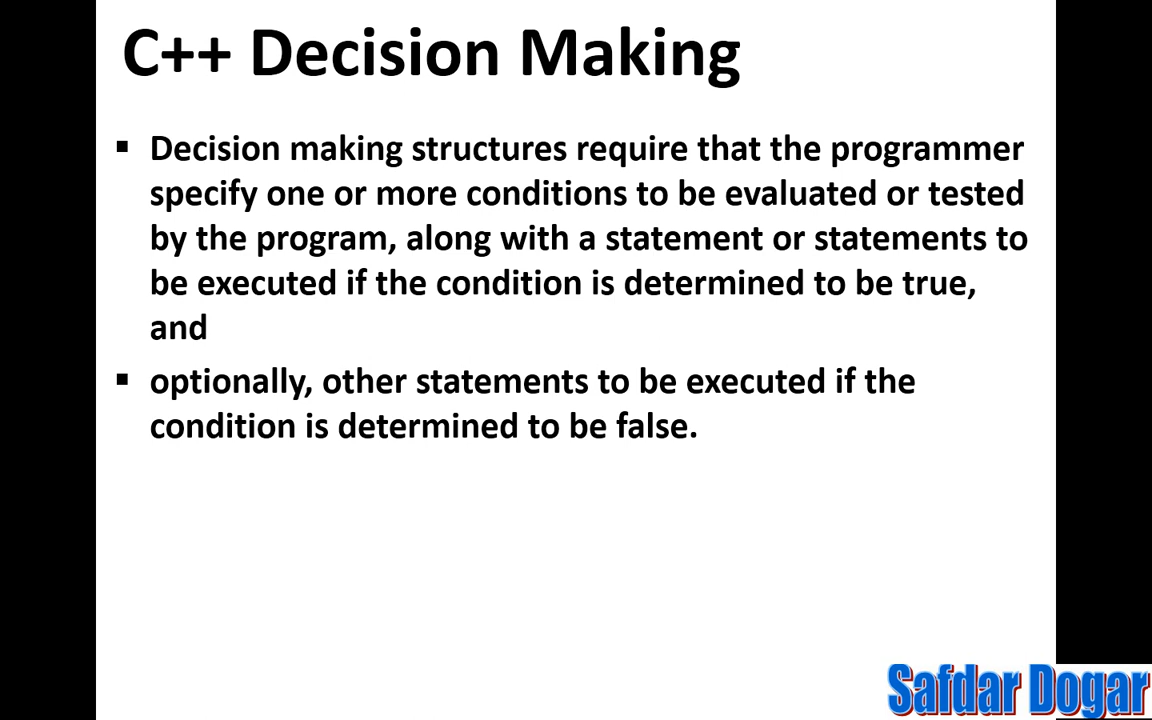 C++ Decision Making
▪ Decision making structures require that the programmer
specify one or more conditions to be evaluated or tested
by the program, along with a statement or statements to
be executed if the condition is determined to be true,
and
▪ optionally, other statements to be executed if the
condition is determined to be false.
Safdar Dogar